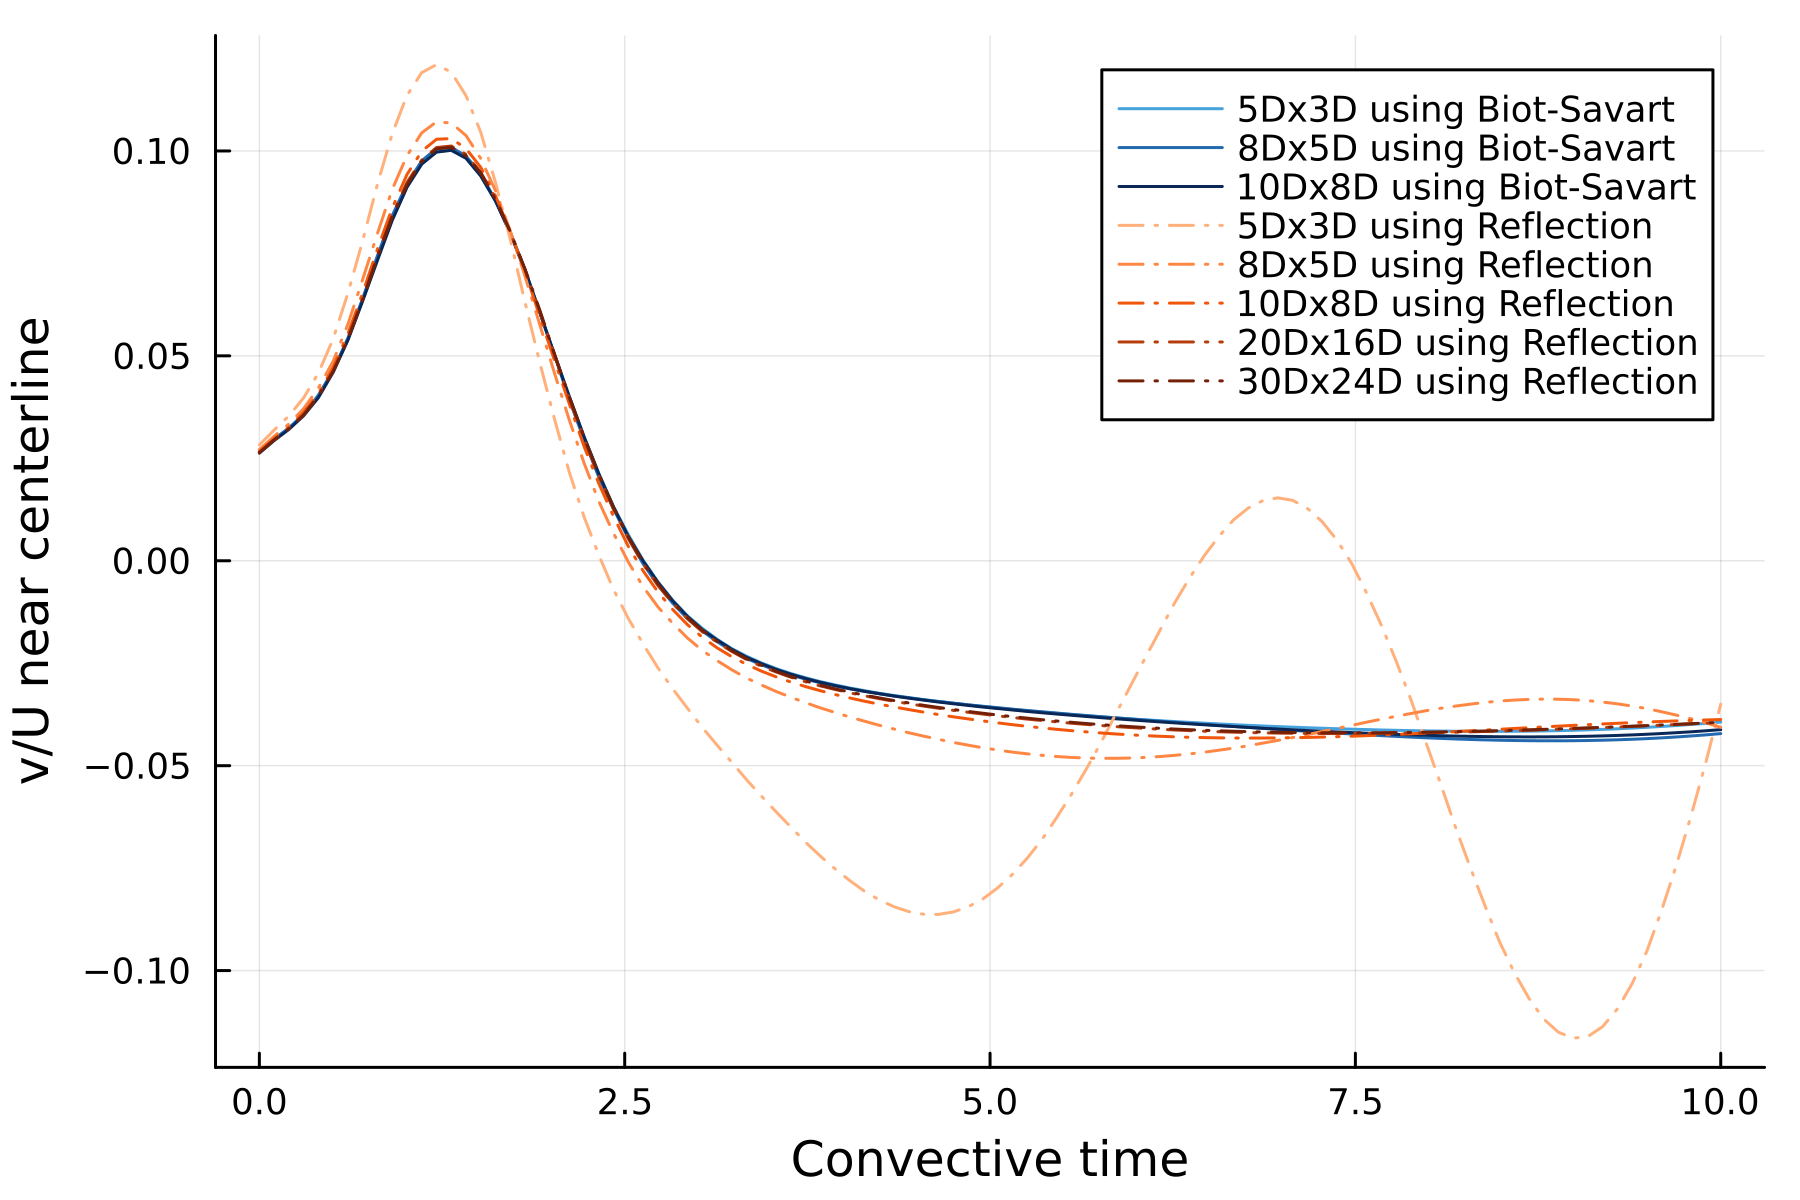 v/U near centerline
0.10
0.05
0.00
−0.05
−0.10
5Dx3D using Biot-Savart
8Dx5D using Biot-Savart
10Dx8D using Biot-Savart
5Dx3D using Reflection
8Dx5D using Reflection
10Dx8D using Reflection
20Dx16D using Reflection
30Dx24D using Reflection
0.0 2.5 5.0 7.5 10.0
Convective time